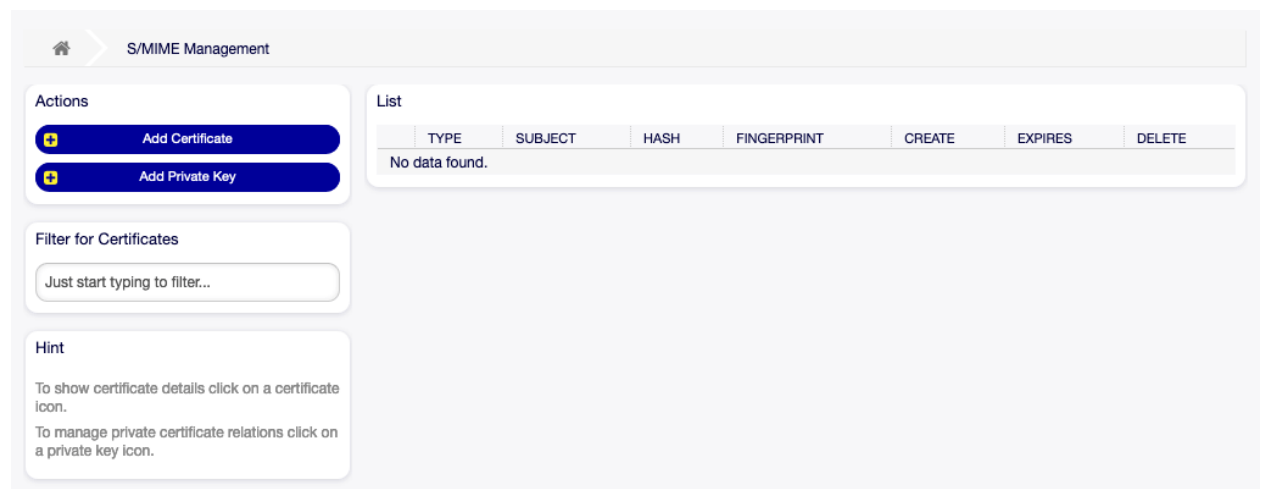 S/MIME Management
Actions
Add Certificate
Add Private Key
Filter for Certificates
Just start typing to filter...
Hint
To show certificate details click on a certificate
icon.
To manage private certificate relations click on
a private key icon.
List
TYPE SUBJECT HASH FINGERPRINT CREATE EXPIRES DELETE
No data found.